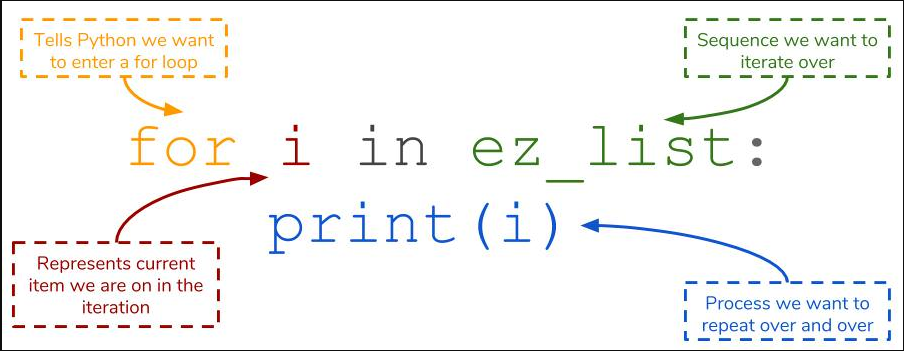 Tells Python we want
to enter a for loop
Sequence we want to
iterate over
for i in ez_list:
print(i)
Represents current
item we are on in the
iteration
Process we want to
repeat over and over